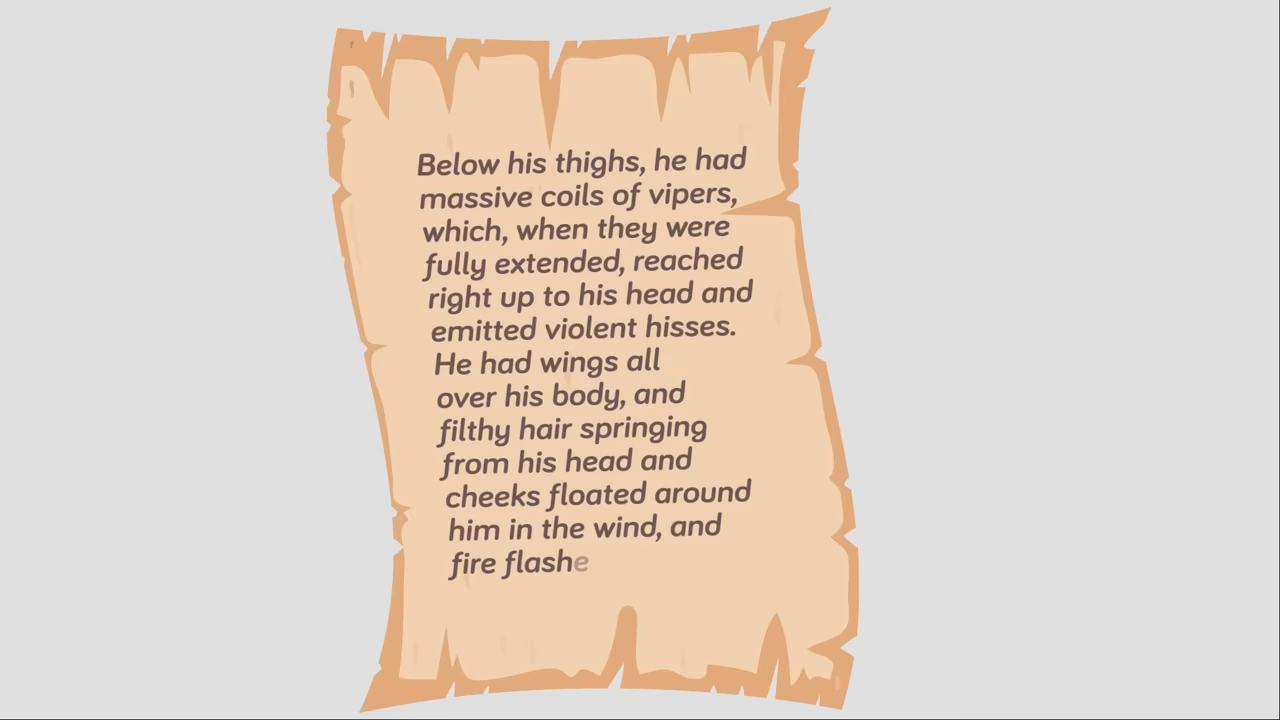 Below his thighs, he had
massive coils of vipers,
which, when they were
fully extended, reached
right up to his head and
emitted violent hisses.
He had wings all
over his body, and
filthy hair springing
from his head and
cheeks floated around
him in the wind, and
fire flashe